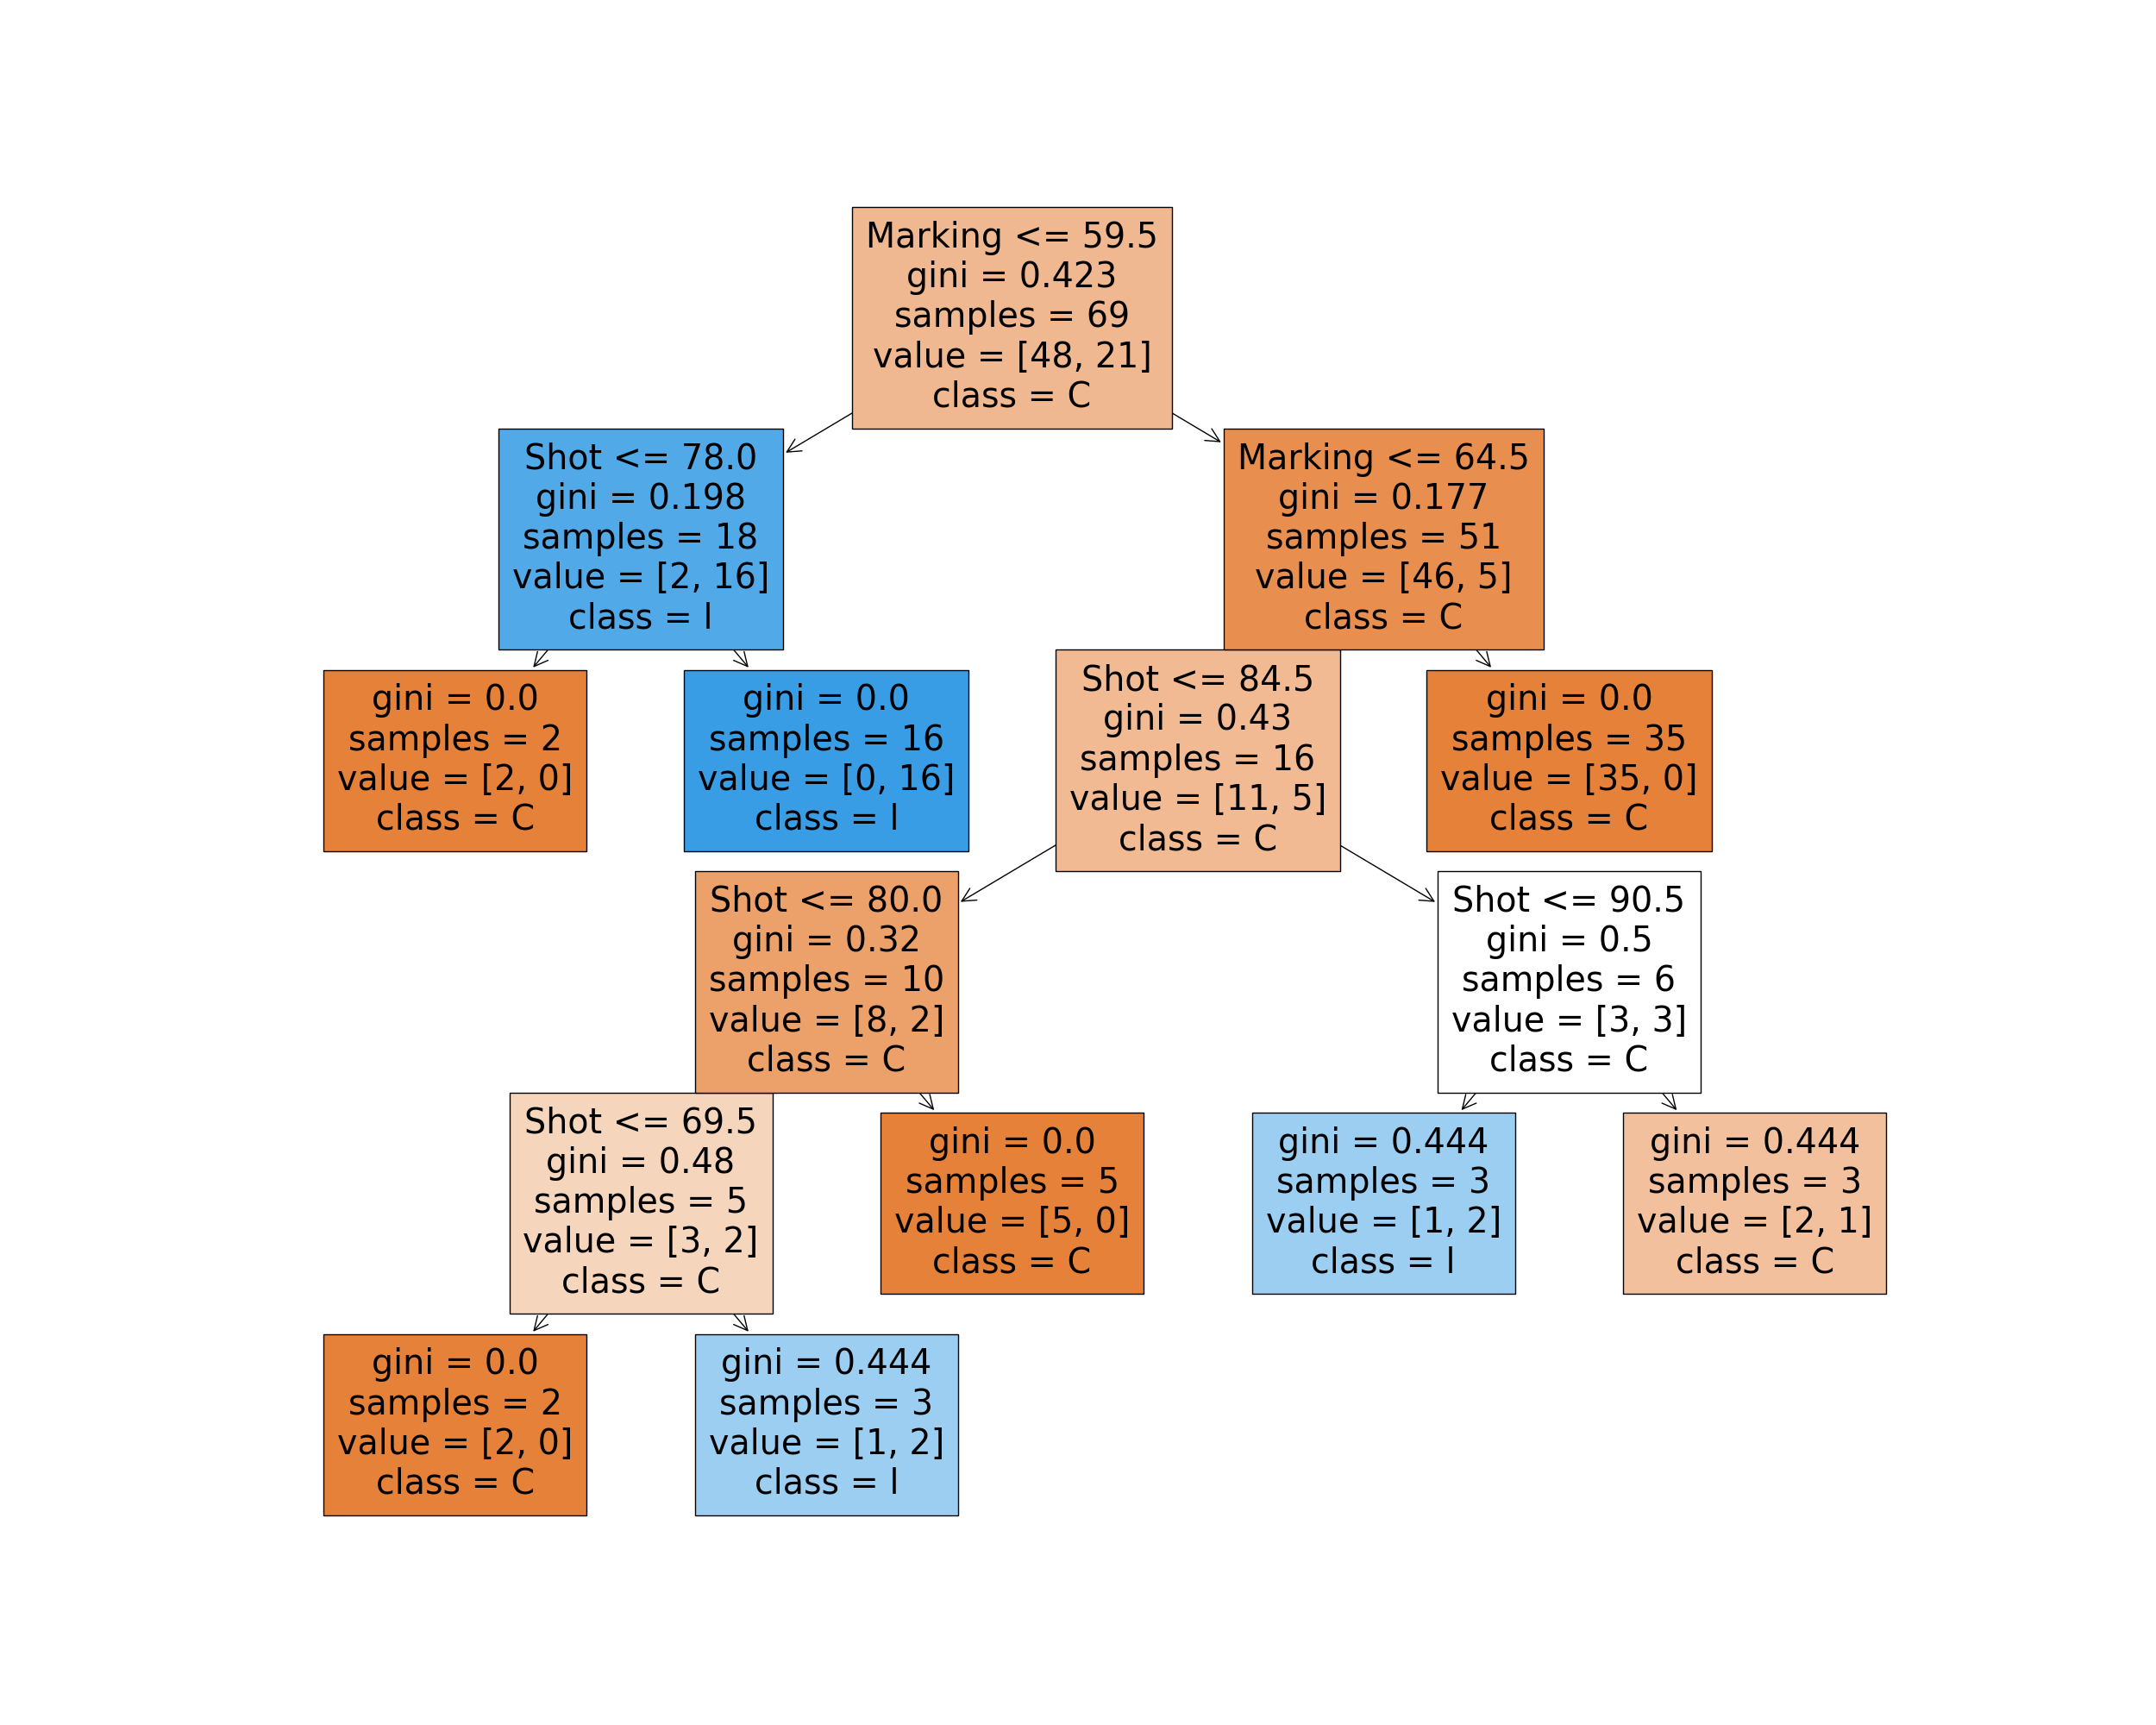 Marking <= 59.5
gini = 0.423
samples = 69
value = [48, 21]
class = C
Shot <= 78.0
gini = 0.198
samples = 18
value = [2, 16]
class = l
Marking <= 64.5
gini = 0.177
samples = 51
value = [46, 5]
class = C
gini = 0.0
samples = 2
value = [2, 0]
class = C
gini = 0.0
samples = 16
value = [0, 16]
class = l
Shot <= 84.5
gini = 0.43
samples = 16
value = [11, 5]
class = C
gini = 0.0
samples = 35
value = [35, 0]
class = C
Shot <= 80.0
gini = 0.32
samples = 10
value = [8, 2]
class = C
Shot <= 90.5
gini = 0.5
samples = 6
value = [3, 3]
class = C
Shot <= 69.5
gini = 0.48
samples = 5
value = [3, 2]
class = C
gini = 0.0
samples = 5
value = [5, 0]
class = C
gini = 0.444
samples = 3
value = [1, 2]
class = l
gini = 0.444
samples = 3
value = [2, 1]
class = C
gini = 0.0
samples = 2
value = [2, 0]
class = C
gini = 0.444
samples = 3
value = [1, 2]
class = l